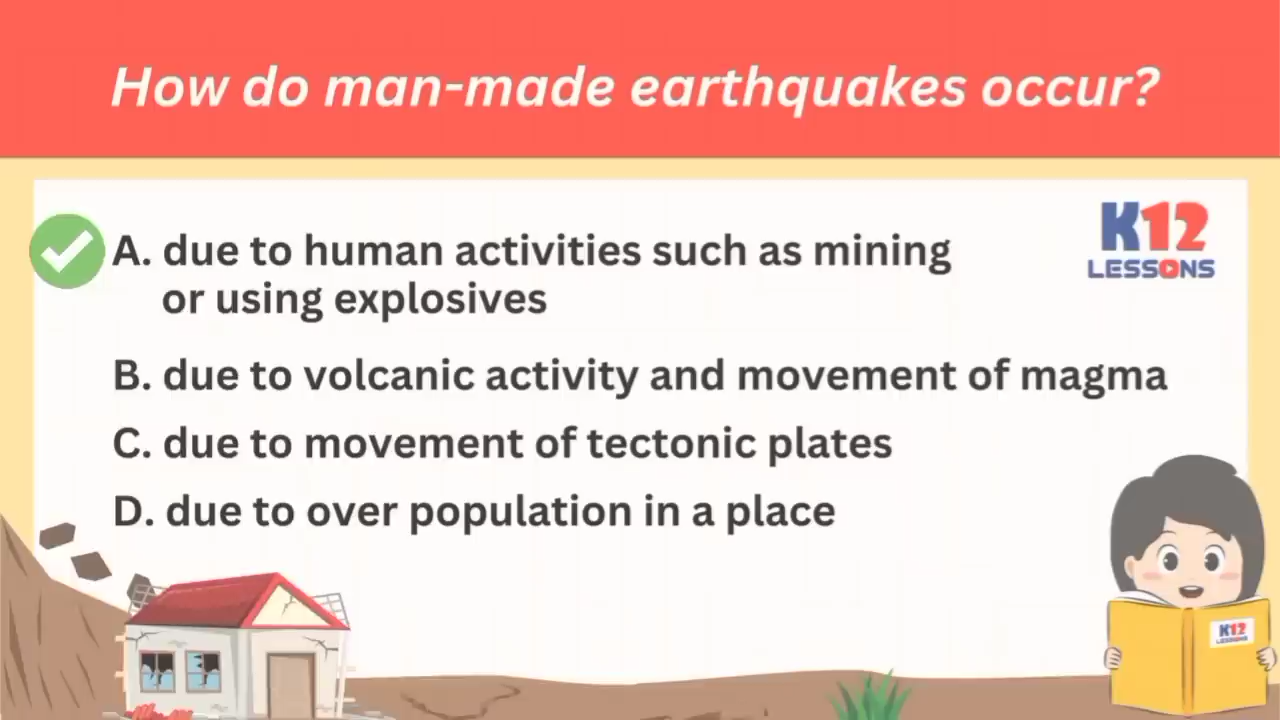 How do man-made earthquakes occur?
K12
LESSONS
A. due to human activities such as mining
or using explosives
B. due to volcanic activity and movement of magma
C. due to movement of tectonic plates
D. due to over population in a place
K12
LESSONS